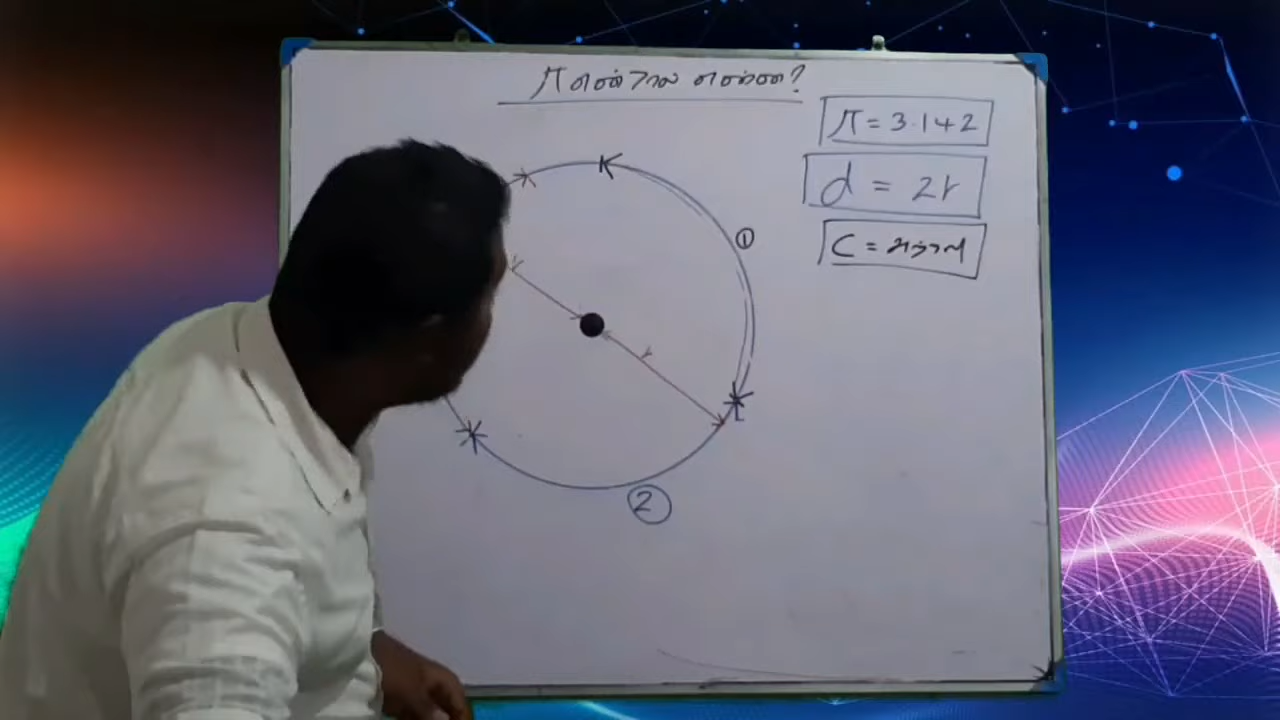 π என்றால் என்ன?
π = 3.142
d = 2r
C =
①
r
r
②